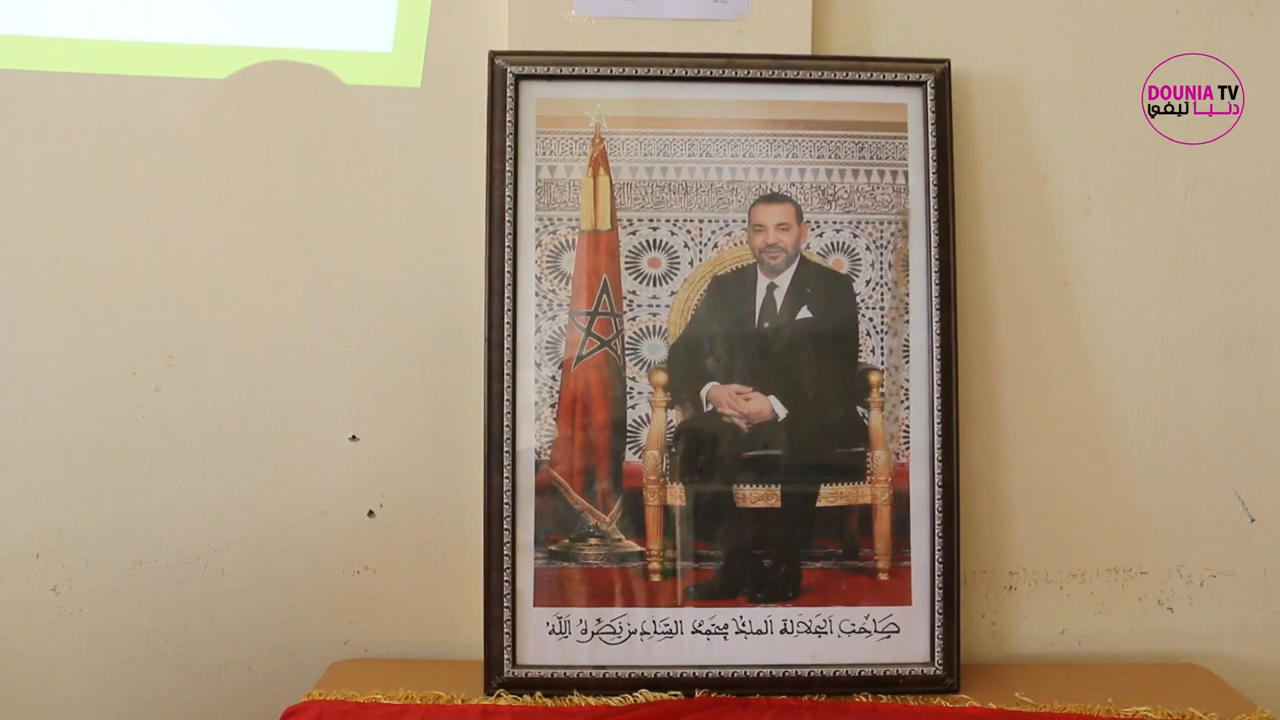 DOUNIA TV
دنيا تيفي
صاحب الجلالة الملك محمد السادس نصره الله